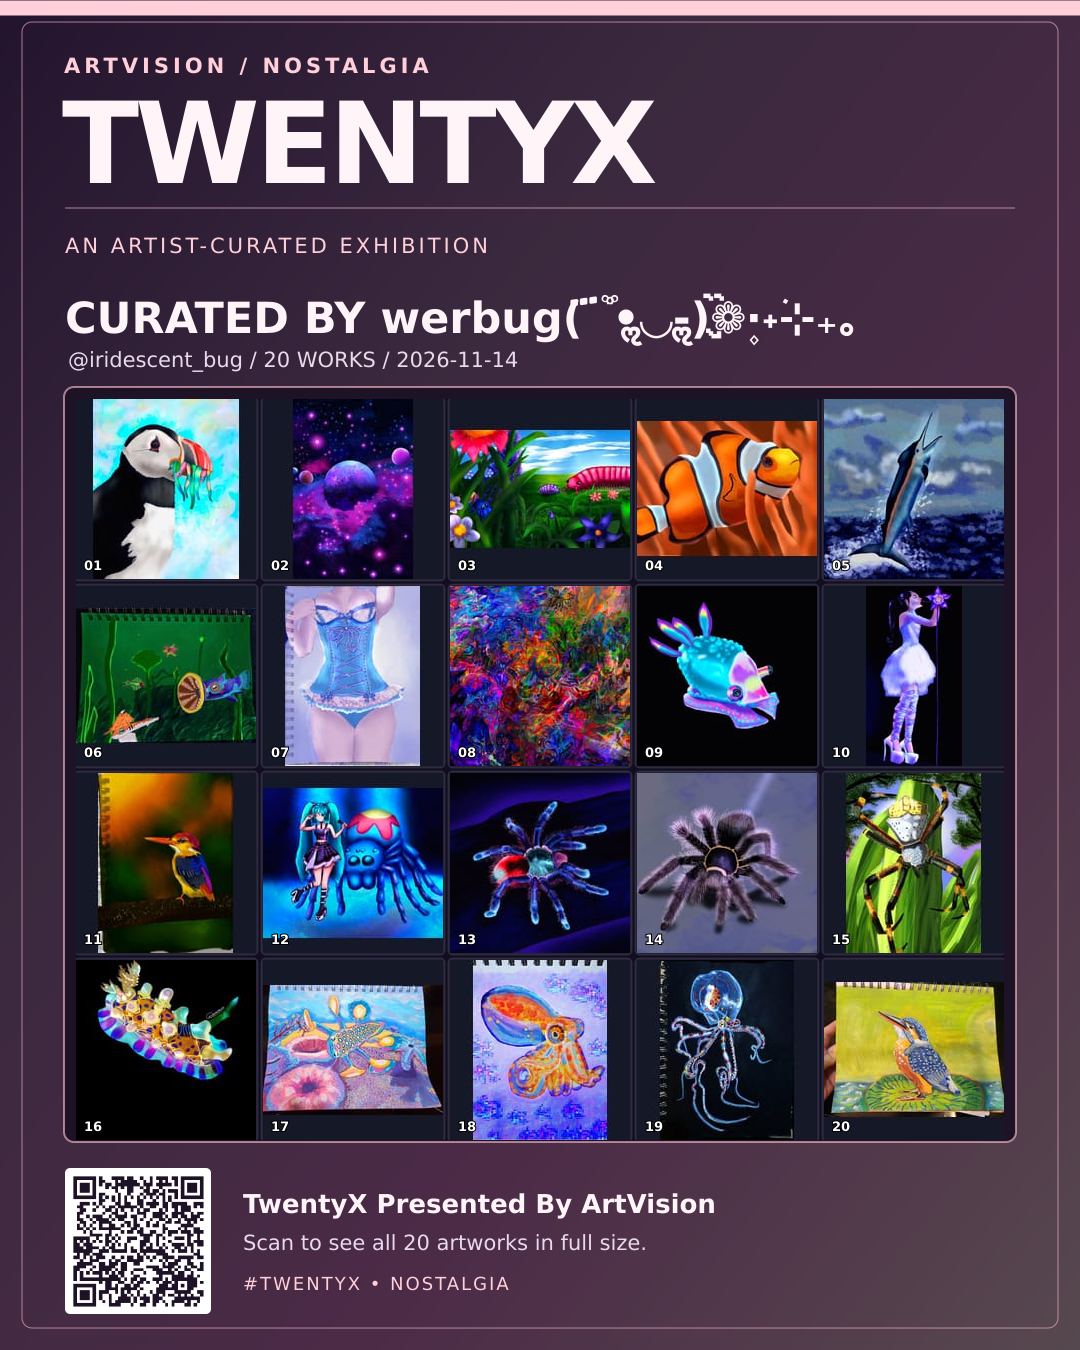 ARTVISION / NOSTALGIA
TWENTYX
AN ARTIST-CURATED EXHIBITION
CURATED BY werbug
@iridescent_bug / 20 WORKS / 2026-11-14
01
02
03
04
05
06
07
08
09
10
11
12
13
14
15
16
17
18
19
20
TwentyX Presented By ArtVision
Scan to see all 20 artworks in full size.
#TWENTYX • NOSTALGIA